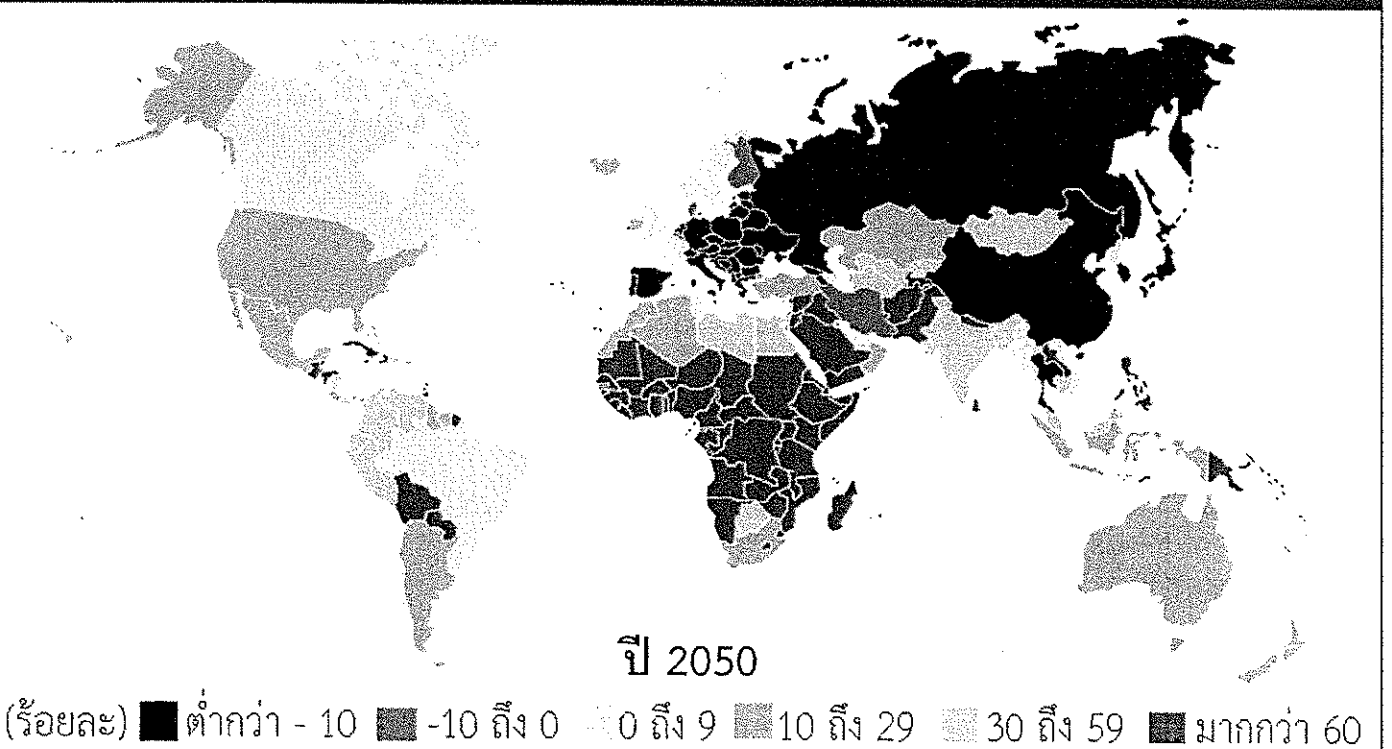 ปี 2050
(ร้อยละ) ต่ำกว่า - 10 -10 ถึง 0 0 ถึง 9 10 ถึง 29 30 ถึง 59 มากกว่า 60